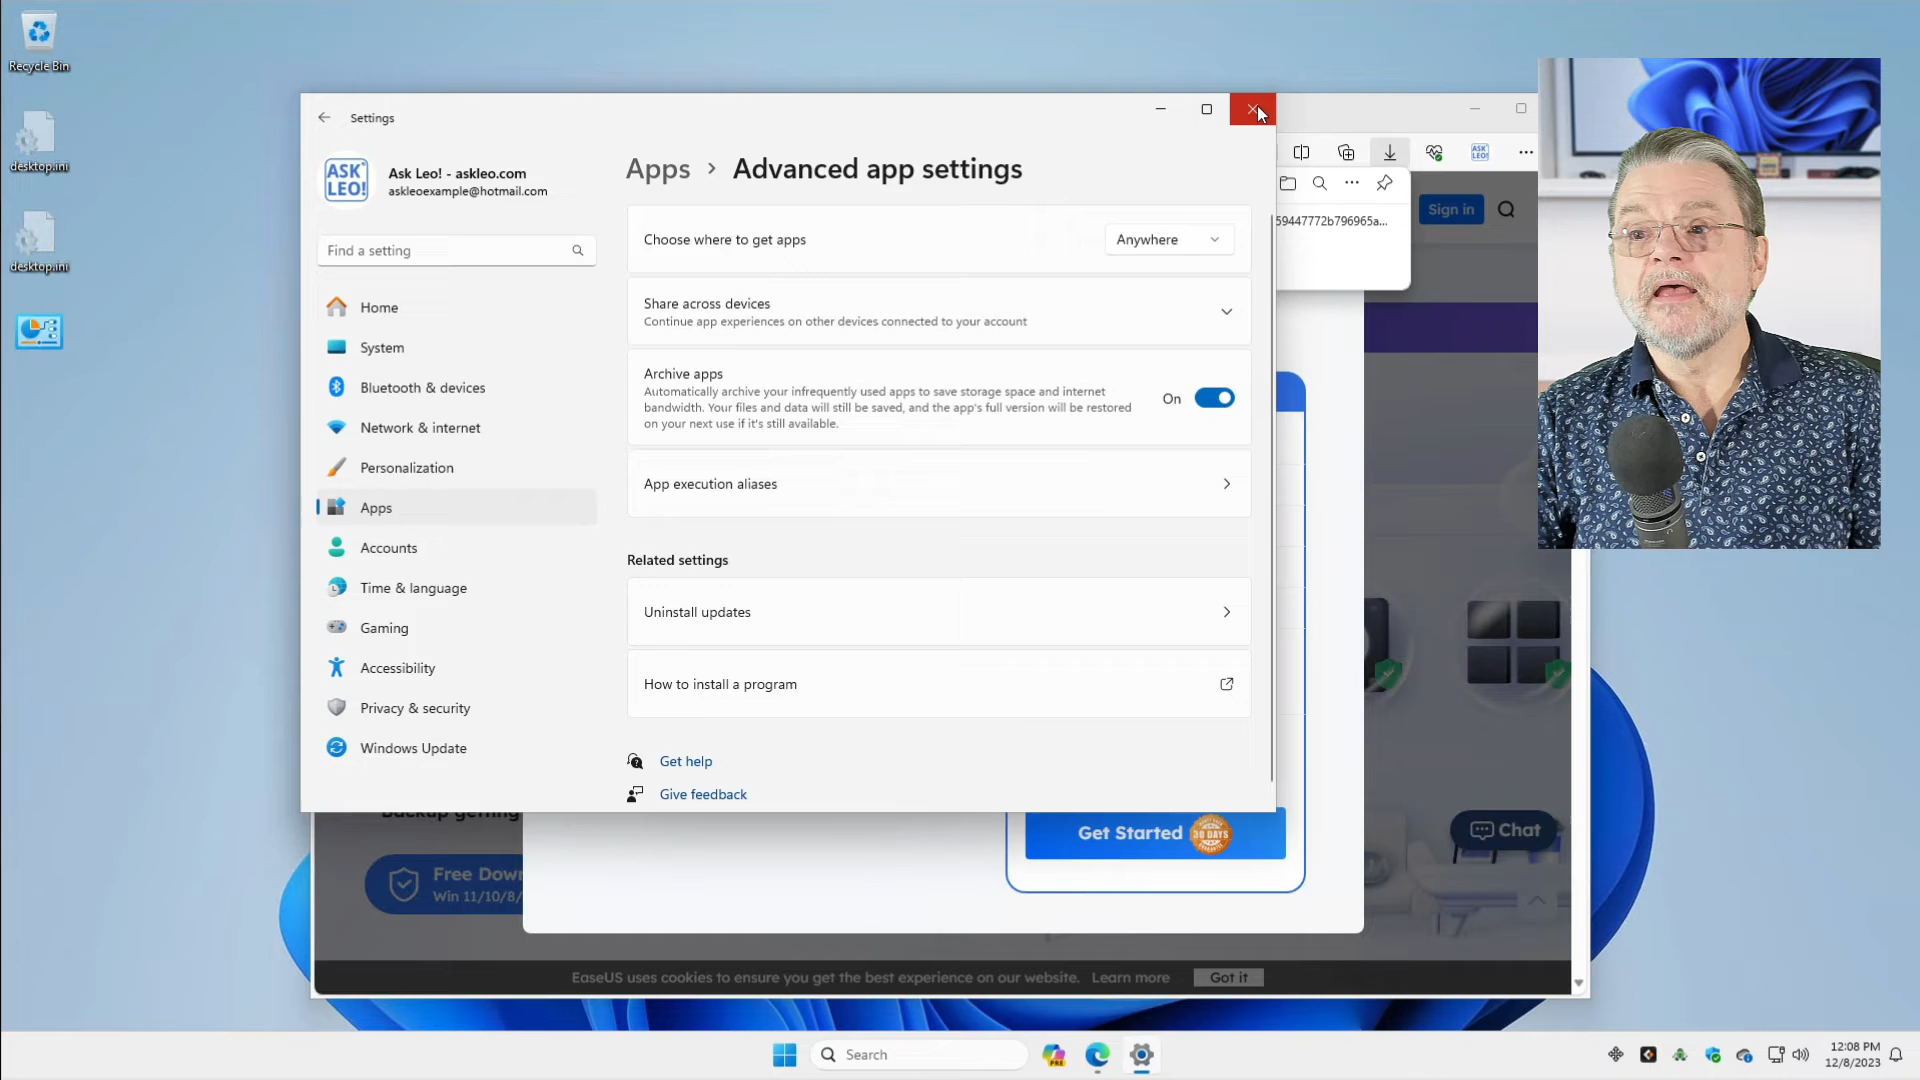 Recycle Bin
desktop.ini
desktop.ini
Settings
ASK
LEO!
Ask Leo! - askleo.com
askleoexample@hotmail.com
Find a setting
Home
System
Bluetooth & devices
Network & internet
Personalization
Apps
Accounts
Time & language
Gaming
Accessibility
Privacy & security
Windows Update
Apps > Advanced app settings
Choose where to get apps
Anywhere
Share across devices
Continue app experiences on other devices connected to your account
Archive apps
Automatically archive your infrequently used apps to save storage space and internet
bandwidth. Your files and data will still be saved, and the app's full version will be restored
on your next use if it's still available.
On
App execution aliases
Related settings
Uninstall updates
How to install a program
Get help
Give feedback
ASK
LEO!
59447772b796965a...
Sign in
Backup getting
Free Dow
Win 11/10/8/
Get Started
30 DAYS
Chat
EaseUS uses cookies to ensure you get the best experience on our website. Learn more
Got it
Search
PRE
12:08 PM
12/8/2023